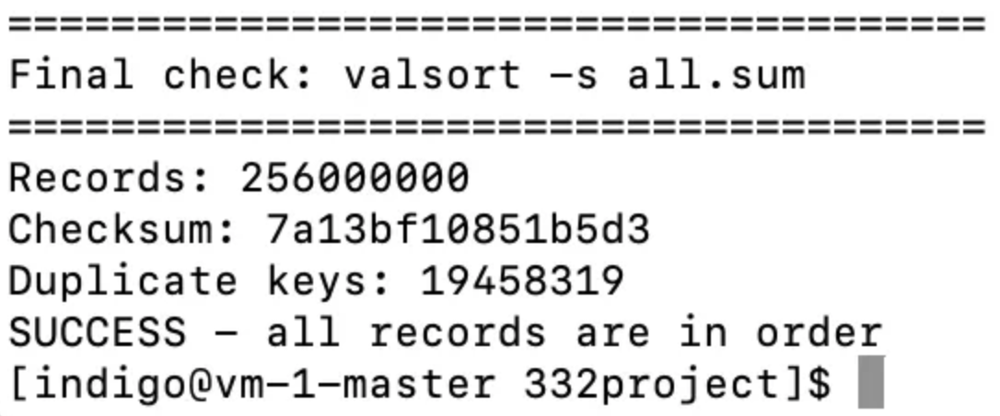 ======================================
Final check: valsort -s all.sum
======================================
Records: 256000000
Checksum: 7a13bf10851b5d3
Duplicate keys: 19458319
SUCCESS - all records are in order
[indigo@vm-1-master 332project]$